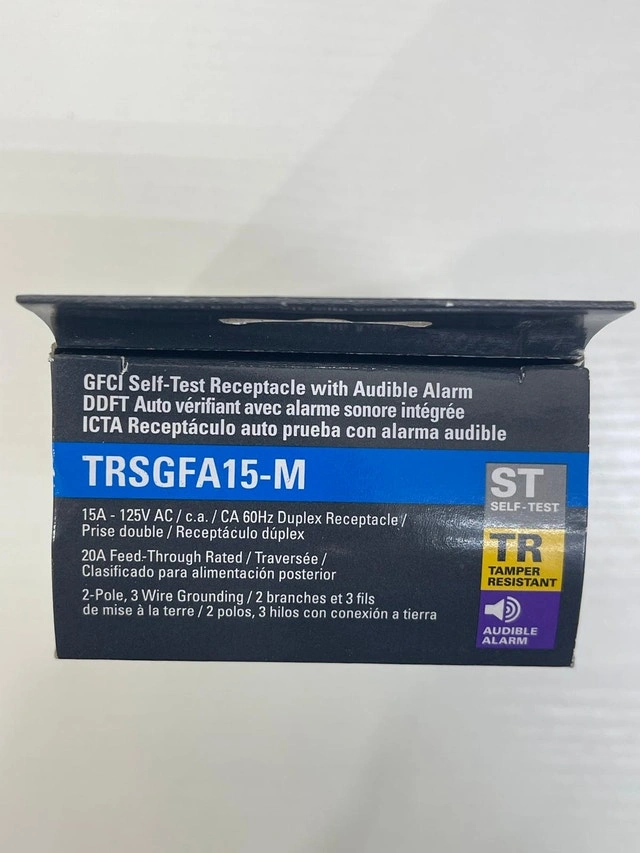 GFCI Self-Test Receptacle with Audible Alarm
DDFT Auto vérifiant avec alarme sonore intégrée
ICTA Receptáculo auto prueba con alarma audible
TRSGFA15-M
ST
SELF-TEST
15A - 125V AC / c.a. / CA 60Hz Duplex Receptacle /
Prise double / Receptáculo dúplex
TR
TAMPER
RESISTANT
20A Feed-Through Rated / Traversée /
Clasificado para alimentación posterior
2-Pole, 3 Wire Grounding / 2 branches et 3 fils
de mise à la terre / 2 polos, 3 hilos con conexión a tierra
AUDIBLE
ALARM